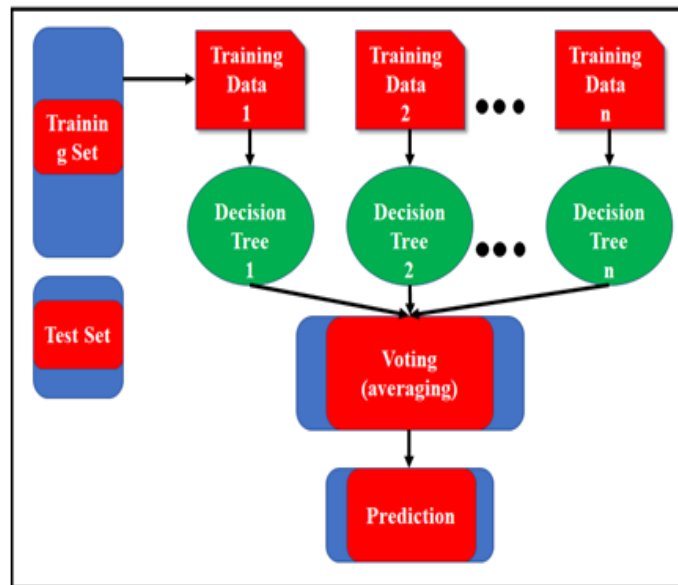 Trainin
g Set
Training
Data
1
Training
Data
2
Training
Data
n
Decision
Tree
1
Decision
Tree
2
Decision
Tree
n
Test Set
Voting
(averaging)
Prediction